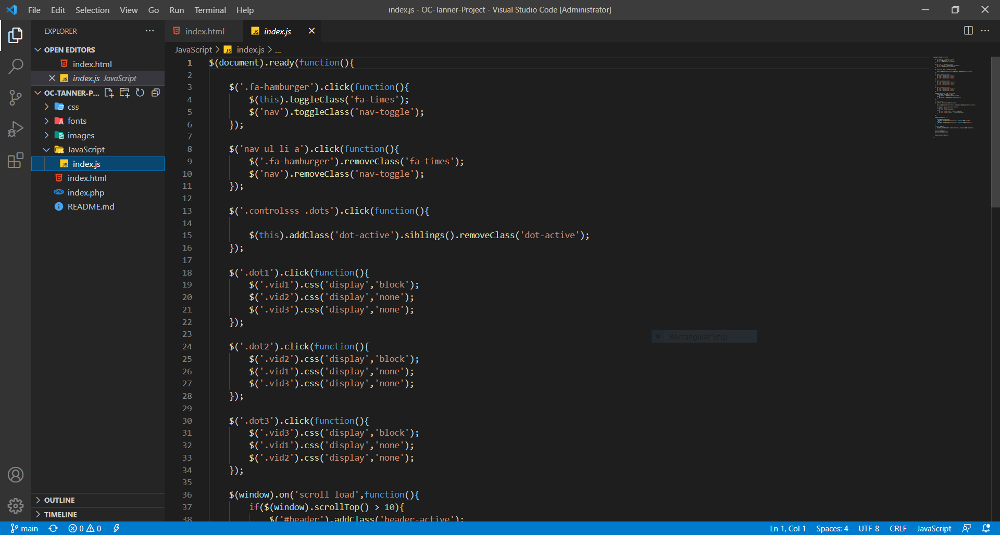 File Edit Selection View Go Run Terminal Help
index.js - OC-Tanner-Project - Visual Studio Code [Administrator]
EXPLORER
OPEN EDITORS
index.html
index.js JavaScript
OC-TANNER-P...
css
fonts
images
JavaScript
index.js
index.html
php index.php
README.md
OUTLINE
TIMELINE
index.html
JS index.js
JavaScript > JS index.js > ...
1 $(document).ready(function(){
2
3 $('.fa-hamburger').click(function(){
4 $(this).toggleClass('fa-times');
5 $('nav').toggleClass('nav-toggle');
6 });
7
8 $('nav ul li a').click(function(){
9 $('.fa-hamburger').removeClass('fa-times');
10 $('nav').removeClass('nav-toggle');
11 });
12
13 $('.controlsss .dots').click(function(){
14
15 $(this).addClass('dot-active').siblings().removeClass('dot-active');
16 });
17
18 $('.dot1').click(function(){
19 $('.vid1').css('display','block');
20 $('.vid2').css('display','none');
21 $('.vid3').css('display','none');
22 });
23
24 $('.dot2').click(function(){
25 $('.vid2').css('display','block');
26 $('.vid1').css('display','none');
27 $('.vid3').css('display','none');
28 });
29
30 $('.dot3').click(function(){
31 $('.vid3').css('display','block');
32 $('.vid1').css('display','none');
33 $('.vid2').css('display','none');
34 });
35
36 $(window).on('scroll load',function(){
37 if($(window).scrollTop() > 10){
38 $('#header').addClass('header-active');
Rectangular Snip
main 0 0
Ln 1, Col 1 Spaces: 4 UTF-8 CRLF JavaScript